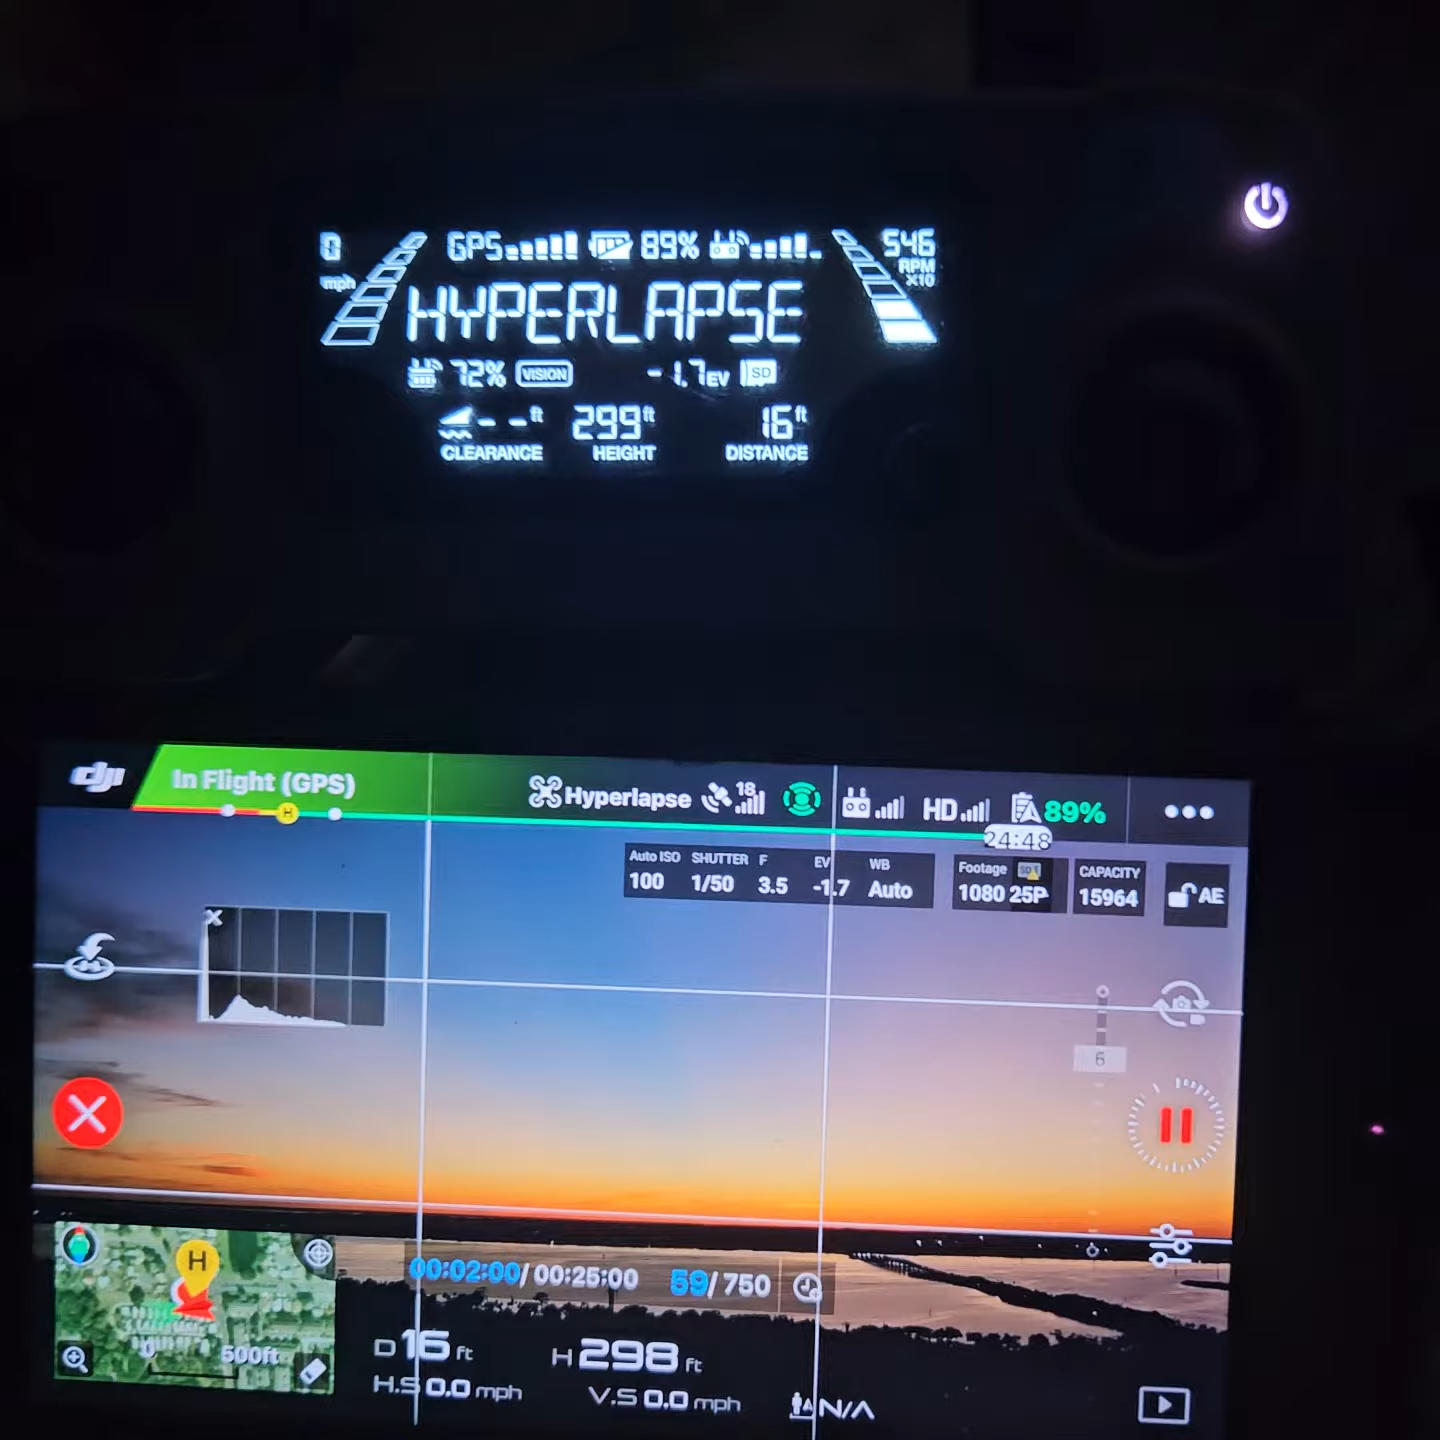 0 GPS 89% 546
mph RPM
X10
HYPERLAPSE
72% VISION -1.7EV SD
--ft 299ft 16ft
CLEARANCE HEIGHT DISTANCE
dji In Flight (GPS) Hyperlapse 18 HD 89%
H
24:48
Auto ISO SHUTTER F EV WB Footage CAPACITY
100 1/50 3.5 -1.7 Auto 1080 25P 15964 AE
6
H
00:02:00/00:25:00 59/750
0 500ft
D 16 ft H 298 ft
H.S 0.0 mph V.S 0.0 mph N/A